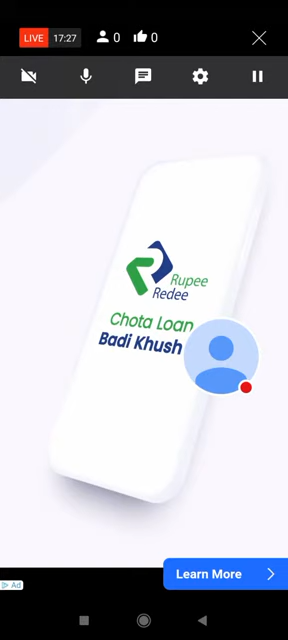 LIVE 17:27 0 0
Rupee
Redee
Chota Loan
Badi Khush
Learn More
Ad